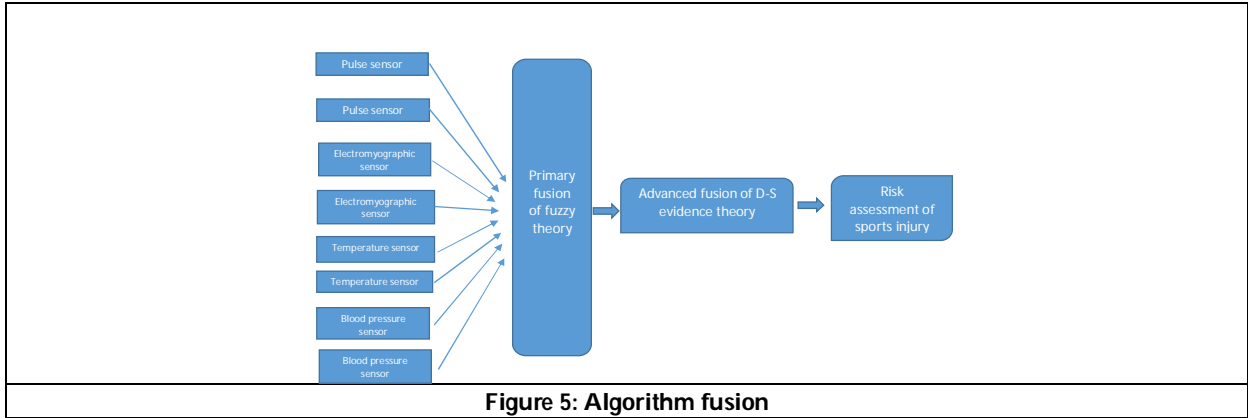 Pulse sensor
Pulse sensor
Electromyographic
sensor
Electromyographic
sensor
Temperature sensor
Temperature sensor
Blood pressure
sensor
Blood pressure
sensor
Primary
fusion
of fuzzy
theory
Advanced fusion of D-S
evidence theory
Risk
assessment of
sports injury
Figure 5: Algorithm fusion